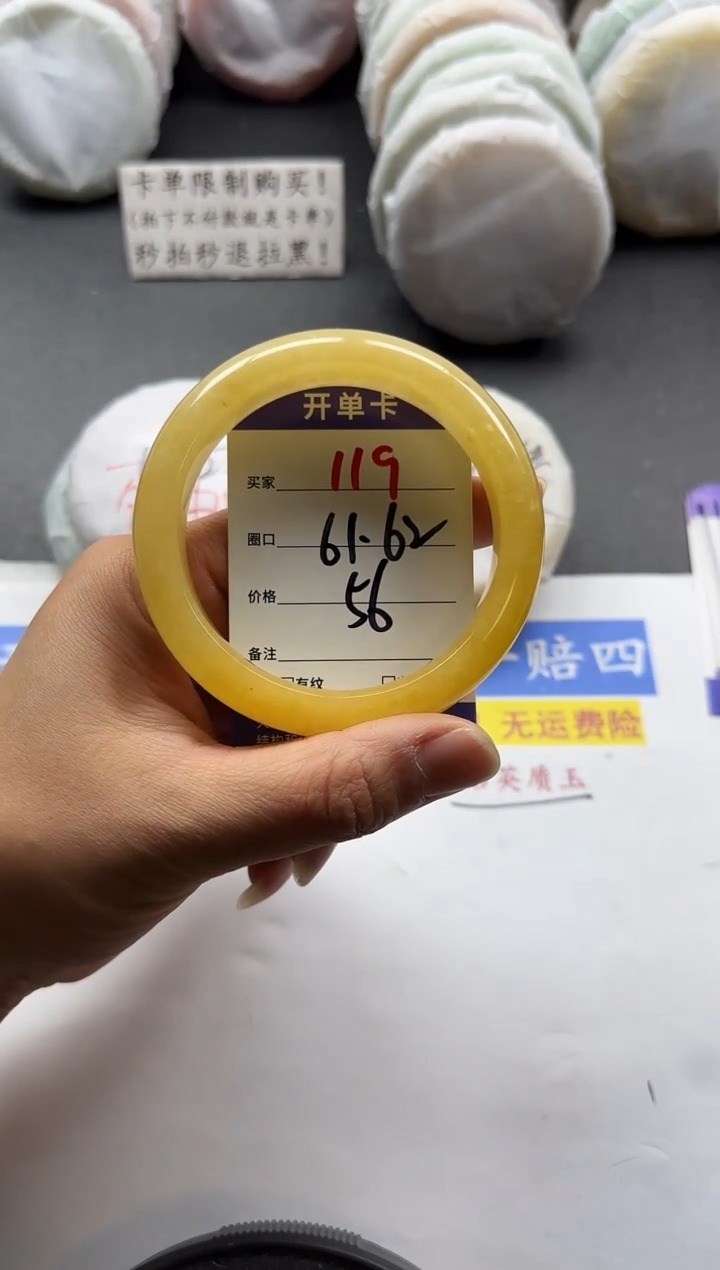 卡单限制购买!
(拍下不付款就是卡单)
秒拍秒退拉黑!
开单卡
买家 119
圈口 61-62
价格 56
备注
有纹
赔四
无运费险
英质玉